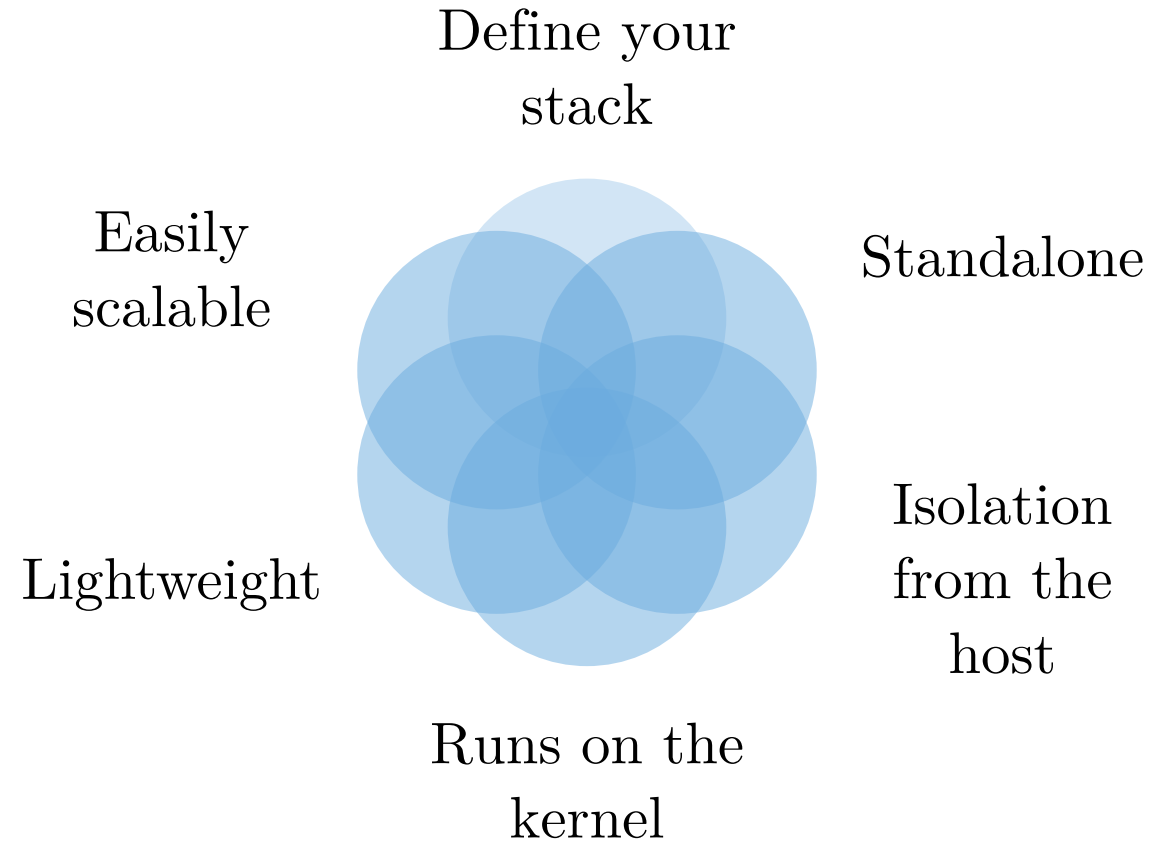 Define your
stack
Standalone
Isolation
from the
host
Runs on the
kernel
Lightweight
Easily
scalable